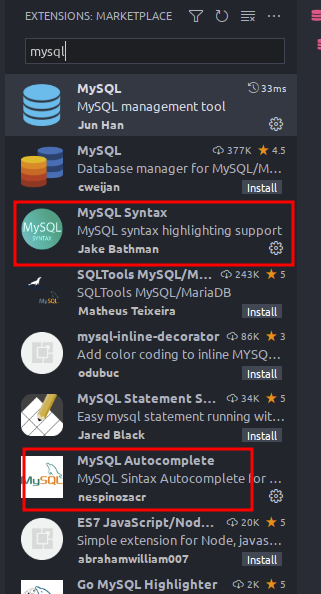 EXTENSIONS: MARKETPLACE
mysql
MySQL 33ms
MySQL management tool
Jun Han
MySQL 377K 4.5
Database manager for MySQL/M...
cweijan Install
MySQL Syntax
MySQL SYNTAX
MySQL syntax highlighting support
Jake Bathman
SQLTools MySQL/M... 243K 5
SQLTools MySQL/MariaDB
Matheus Teixeira Install
mysql-inline-decorator 86K 3
Add color coding to inline MYSQ...
odubuc Install
MySQL Statement S... 34K 5
Easy mysql statement running wit...
Jared Black Install
MySQL Autocomplete
MySQL
MySQL Sintax Autocomplete for ...
nespinozacr
ES7 JavaScript/Nod... 20K 5
Simple extension for Node, javas...
abrahamwilliam007 Install
Go MySQL Highlighter 2K 5